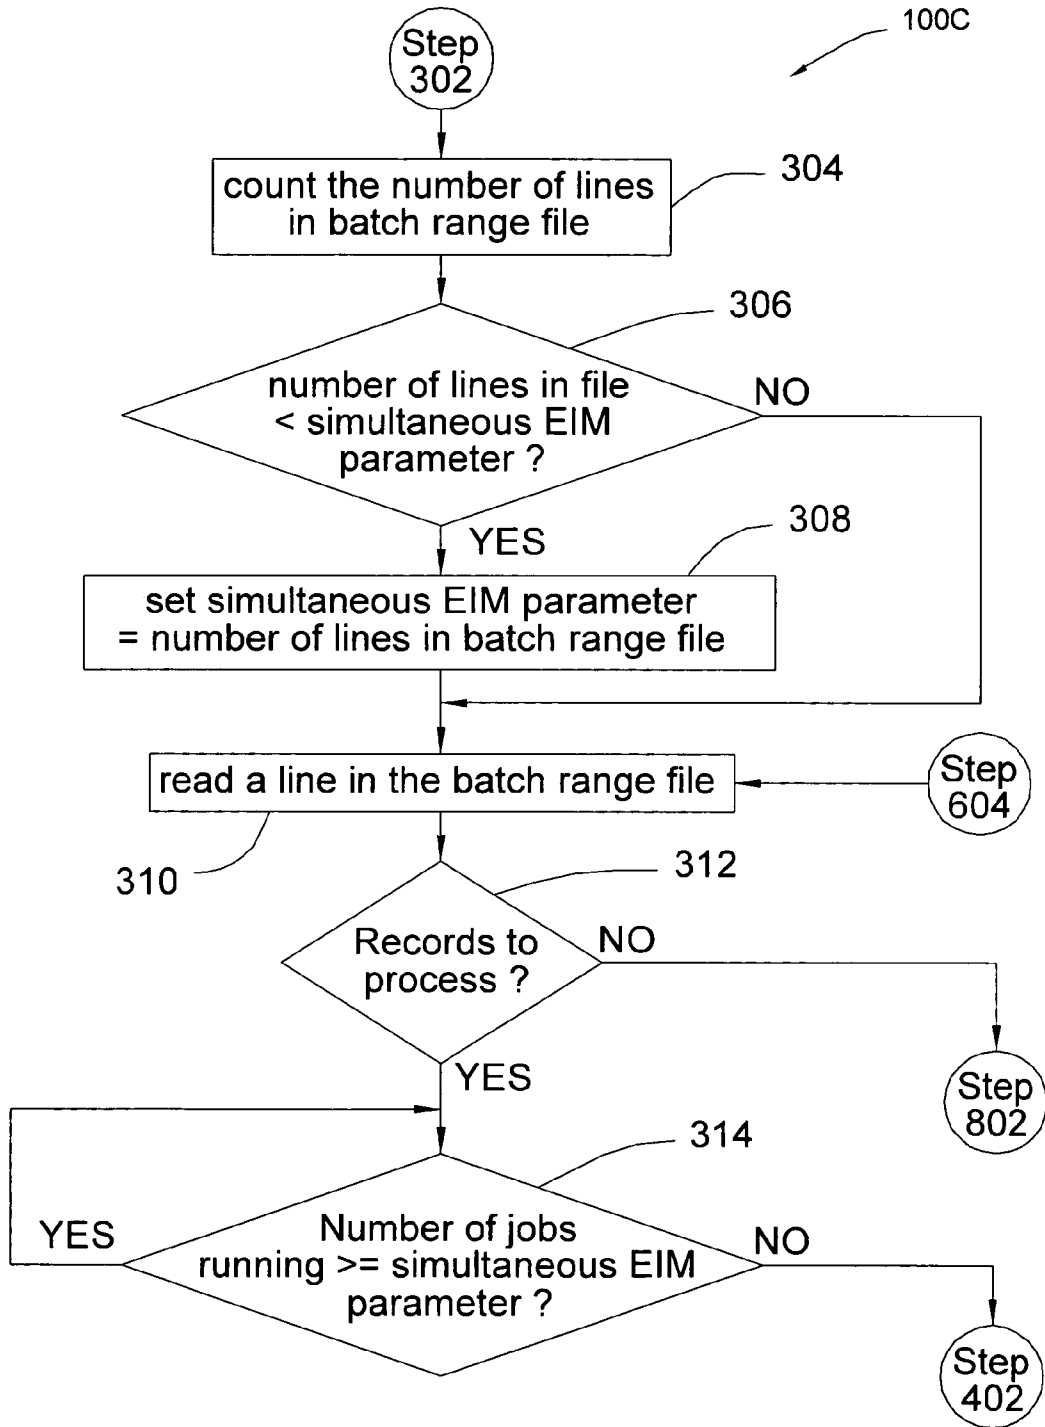 100C
Step
302
304
count the number of lines
in batch range file
306
number of lines in file
< simultaneous EIM
parameter ?
NO
YES
308
set simultaneous EIM parameter
= number of lines in batch range file
read a line in the batch range file
Step
604
310
312
Records to
process ?
NO
YES
Step
802
314
YES
Number of jobs
running >= simultaneous EIM
parameter ?
NO
Step
402